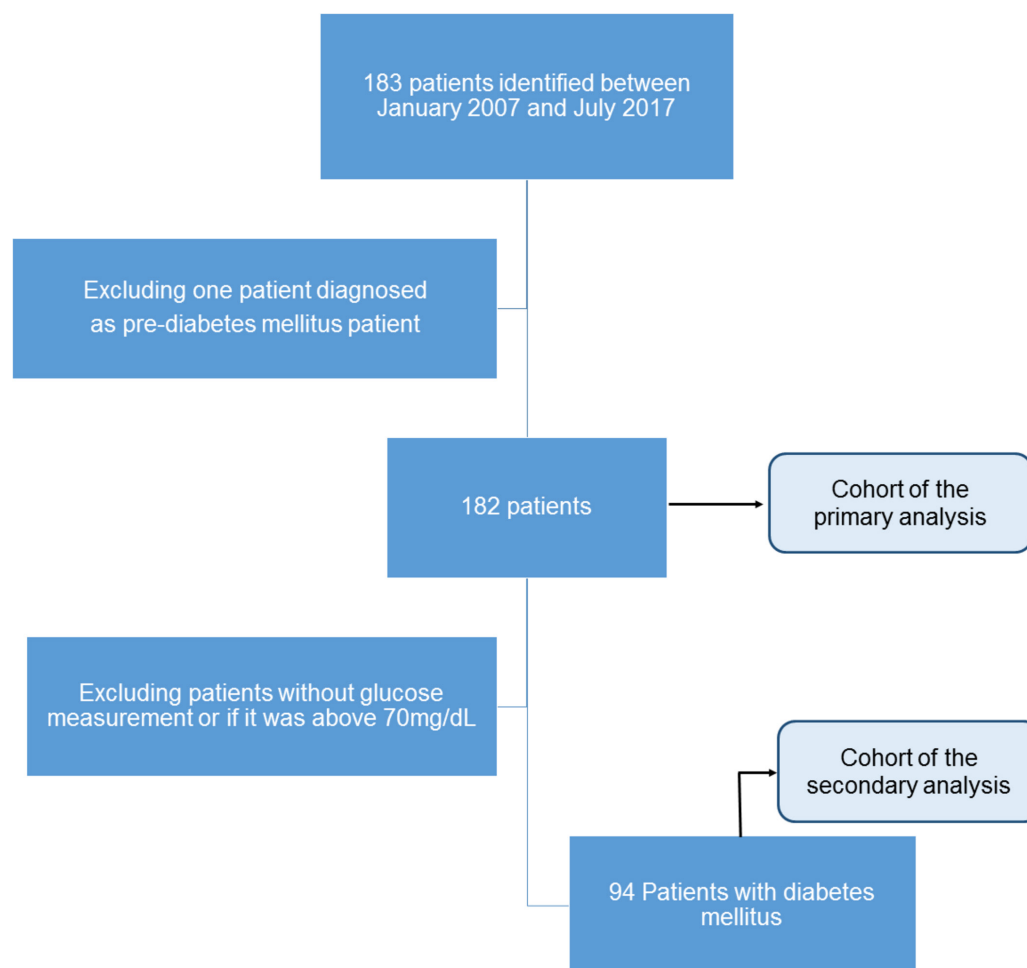 183 patients identified between
January 2007 and July 2017
Excluding one patient diagnosed
as pre-diabetes mellitus patient
182 patients
Cohort of the
primary analysis
Excluding patients without glucose
measurement or if it was above 70mg/dL
Cohort of the
secondary analysis
94 Patients with diabetes
mellitus